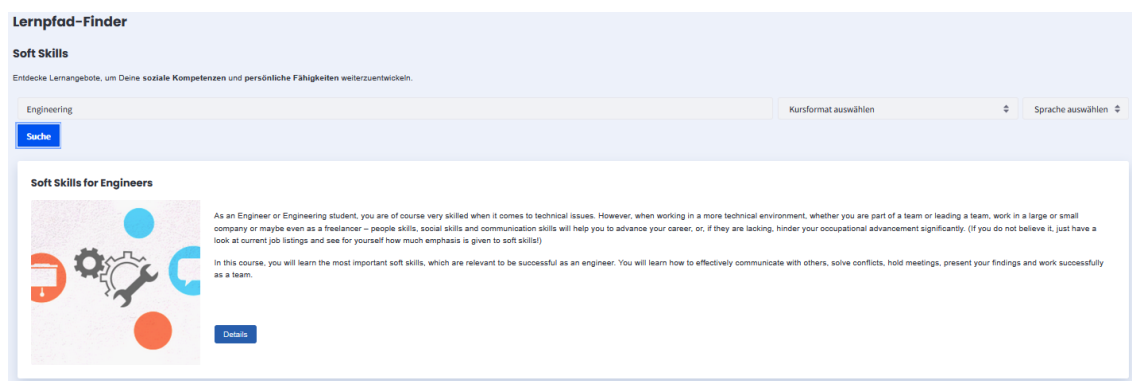 Lernpfad-Finder
Soft Skills
Entdecke Lernangebote, um Deine soziale Kompetenzen und persönliche Fähigkeiten weiterzuentwickeln.
Engineering
Kursformat auswählen
Sprache auswählen
Suche
Soft Skills for Engineers
As an Engineer or Engineering student, you are of course very skilled when it comes to technical issues. However, when working in a more technical environment, whether you are part of a team or leading a team, work in a large or small
company or maybe even as a freelancer – people skills, social skills and communication skills will help you to advance your career, or, if they are lacking, hinder your occupational advancement significantly. (If you do not believe it, just have a
look at current job listings and see for yourself how much emphasis is given to soft skills!)
In this course, you will learn the most important soft skills, which are relevant to be successful as an engineer. You will learn how to effectively communicate with others, solve conflicts, hold meetings, present your findings and work successfully
as a team.
Details